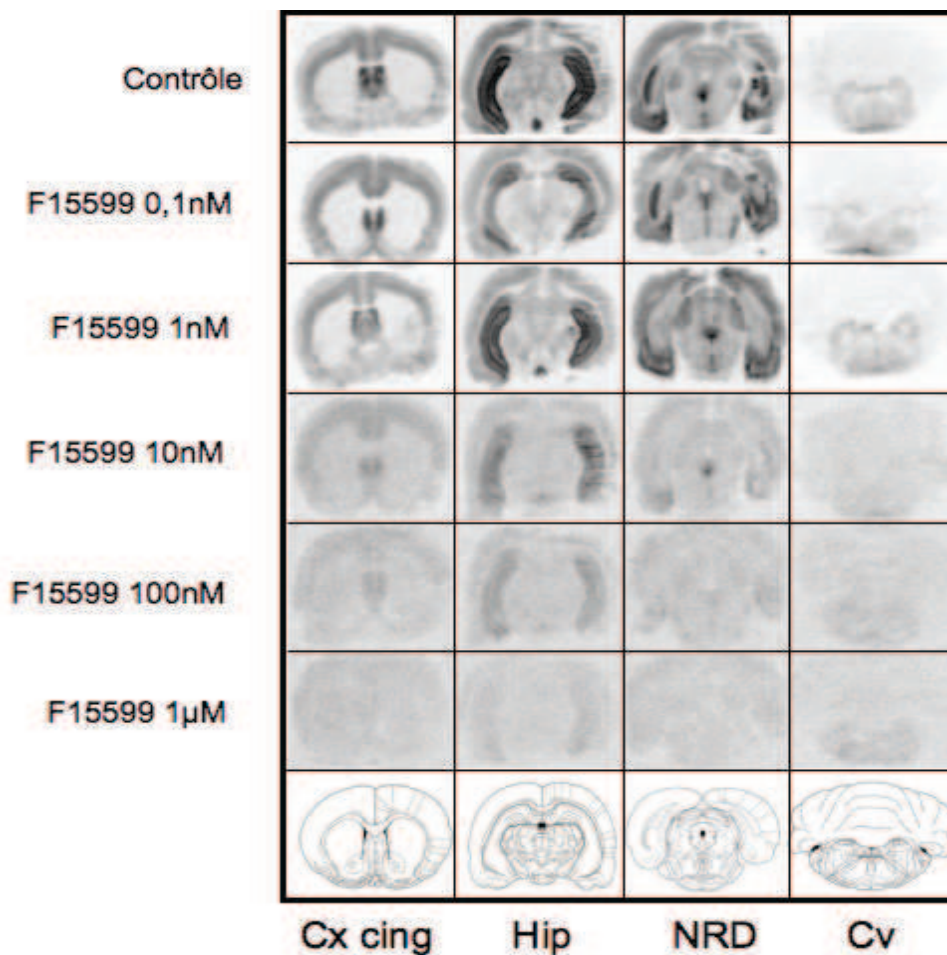 Contrôle
F15599 0,1nM
F15599 1nM
F15599 10nM
F15599 100nM
F15599 1µM
Cx cing Hip NRD Cv